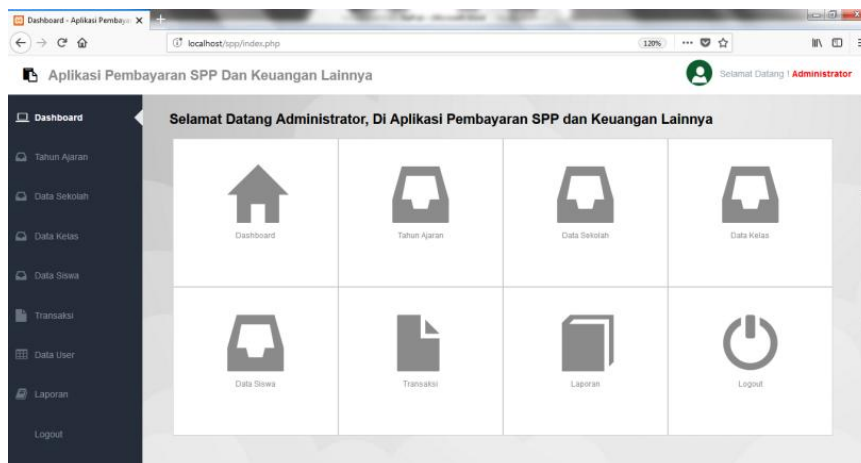 Dashboard - Aplikasi Pembaya
localhost/spp/index.php
120%
Aplikasi Pembayaran SPP Dan Keuangan Lainnya
Selamat Datang ! Administrator
Dashboard
Tahun Ajaran
Data Sekolah
Data Kelas
Data Siswa
Transaksi
Data User
Laporan
Logout
Selamat Datang Administrator, Di Aplikasi Pembayaran SPP dan Keuangan Lainnya
Dashboard
Tahun Ajaran
Data Sekolah
Data Kelas
Data Siswa
Transaksi
Laporan
Logout